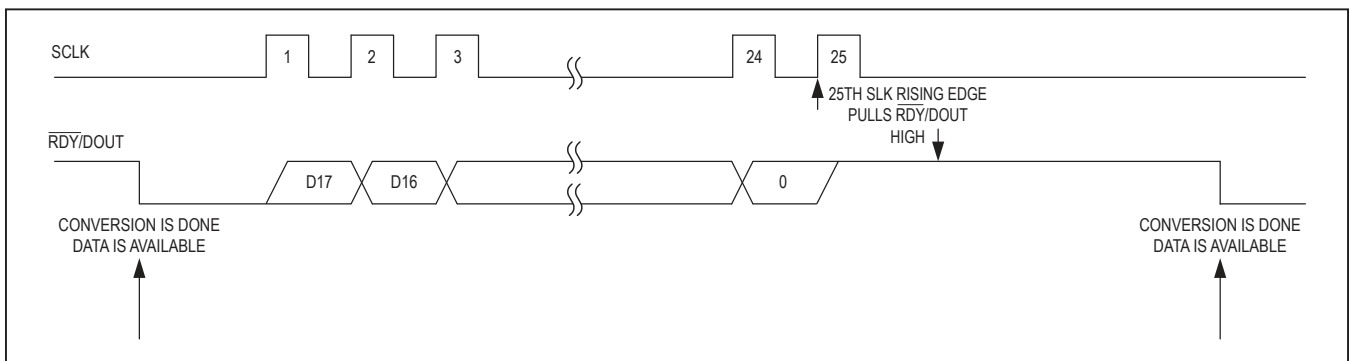 SCLK
1
2
3
24
25
25TH SLK RISING EDGE
PULLS RDY/DOUT
HIGH
RDY/DOUT
D17
D16
0
CONVERSION IS DONE
DATA IS AVAILABLE
CONVERSION IS DONE
DATA IS AVAILABLE